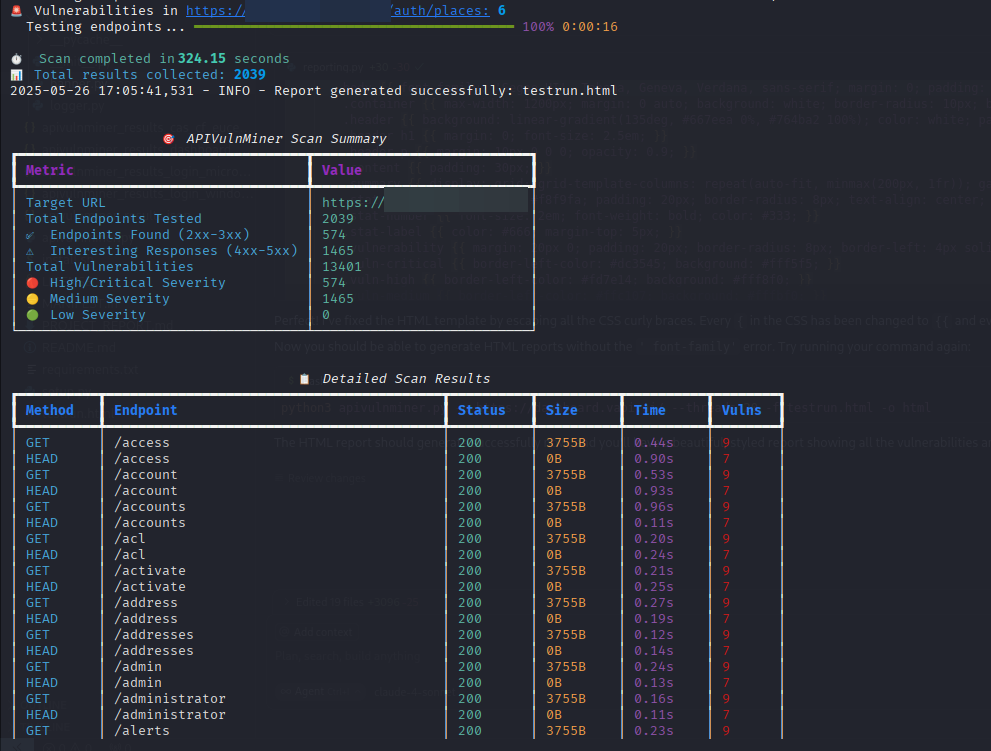 🚨 Vulnerabilities in https:/ /auth/places: 6
Testing endpoints... 100% 0:00:16
⏱ Scan completed in 324.15 seconds
📊 Total results collected: 2039
2025-05-26 17:05:41,531 - INFO - Report generated successfully: testrun.html
🎯 APIVulnMiner Scan Summary
Metric Value
Target URL https://
Total Endpoints Tested 2039
✅ Endpoints Found (2xx-3xx) 574
⚠ Interesting Responses (4xx-5xx) 1465
Total Vulnerabilities 13401
🔴 High/Critical Severity 574
🟡 Medium Severity 1465
🟢 Low Severity 0
📋 Detailed Scan Results
Method Endpoint Status Size Time Vulns
GET /access 200 3755B 0.44s 9
HEAD /access 200 0B 0.90s 7
GET /account 200 3755B 0.53s 9
HEAD /account 200 0B 0.93s 7
GET /accounts 200 3755B 0.96s 9
HEAD /accounts 200 0B 0.11s 7
GET /acl 200 3755B 0.20s 9
HEAD /acl 200 0B 0.24s 7
GET /activate 200 3755B 0.21s 9
HEAD /activate 200 0B 0.25s 7
GET /address 200 3755B 0.27s 9
HEAD /address 200 0B 0.19s 7
GET /addresses 200 3755B 0.12s 9
HEAD /addresses 200 0B 0.14s 7
GET /admin 200 3755B 0.24s 9
HEAD /admin 200 0B 0.13s 7
GET /administrator 200 3755B 0.16s 9
HEAD /administrator 200 0B 0.11s 7
GET /alerts 200 3755B 0.23s 9